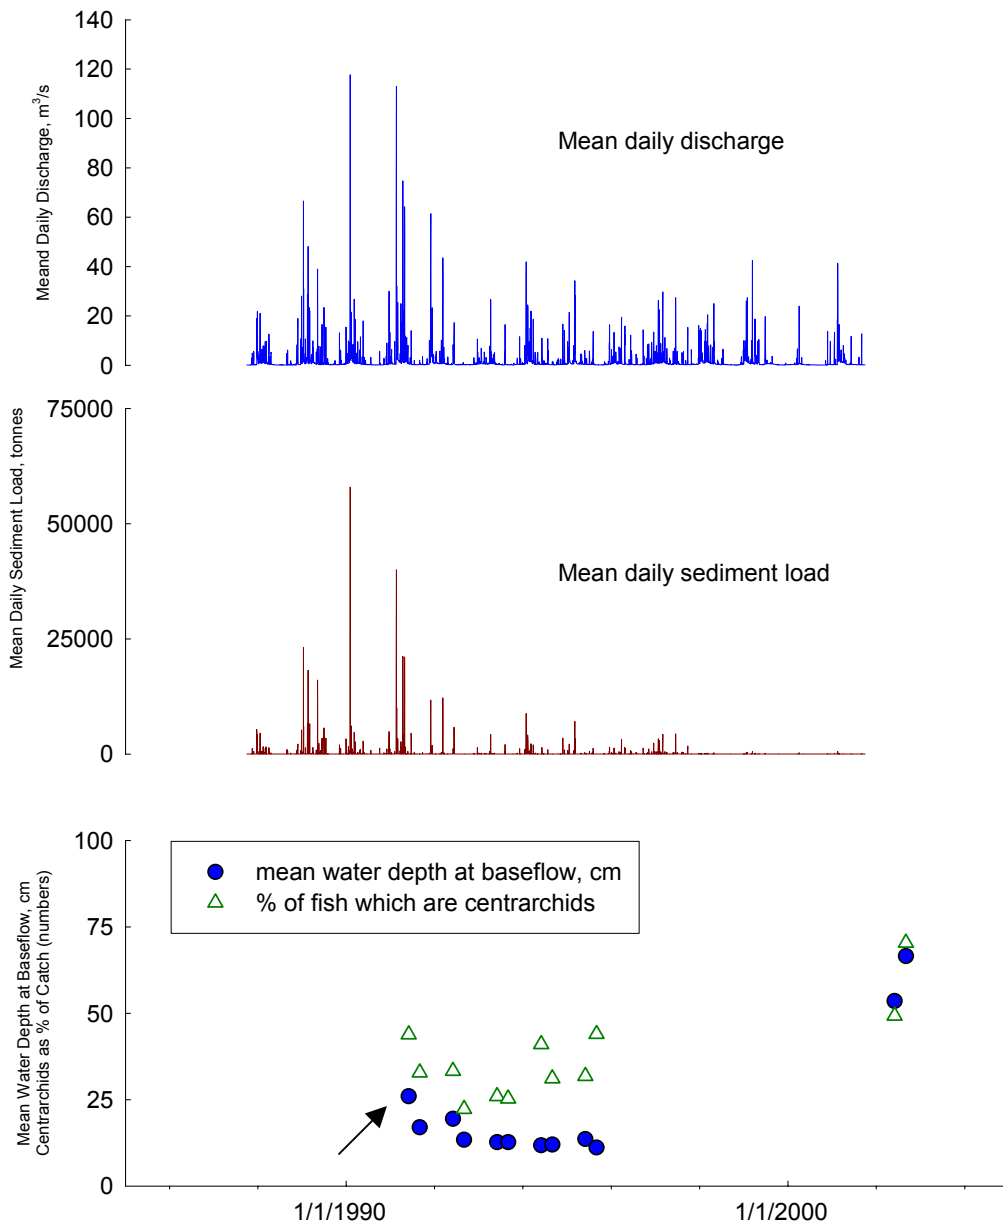 140
120
100
80
60
40
20
0
Meand Daily Discharge, m³/s
Mean daily discharge
75000
50000
25000
0
Mean Daily Sediment Load, tonnes
Mean daily sediment load
100
75
50
25
0
Mean Water Depth at Baseflow, cm
Centrarchids as % of Catch (numbers)
mean water depth at baseflow, cm
% of fish which are centrarchids
1/1/1990
1/1/2000